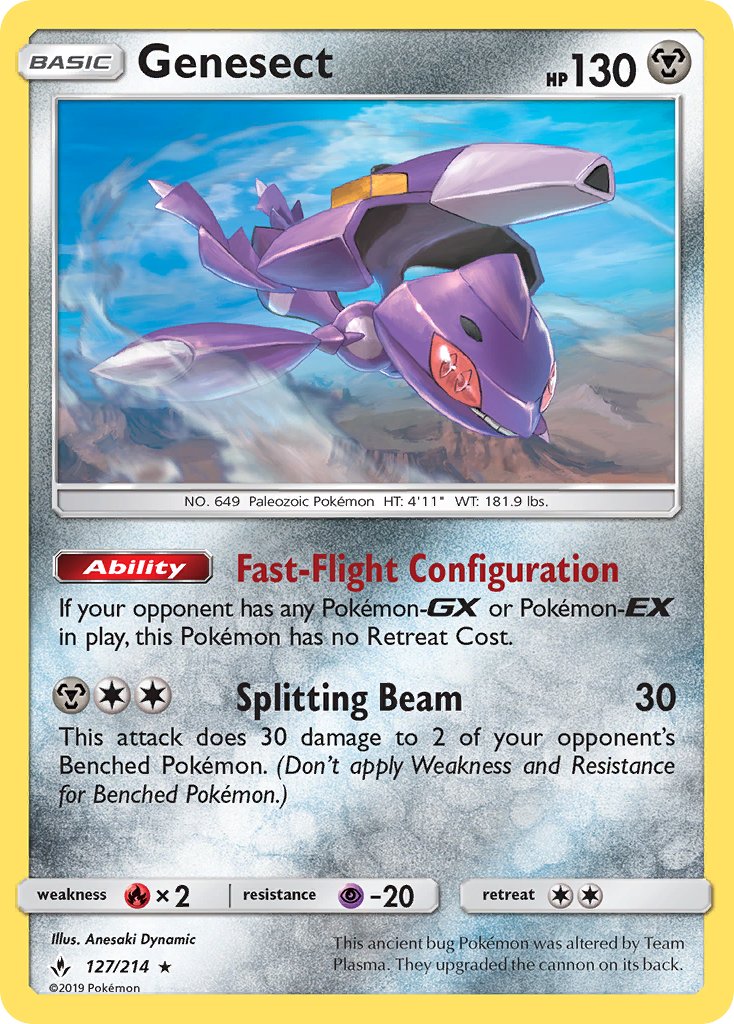 BASIC Genesect HP 130
NO. 649 Paleozoic Pokémon HT: 4'11" WT: 181.9 lbs.
Ability Fast-Flight Configuration
If your opponent has any Pokémon-GX or Pokémon-EX
in play, this Pokémon has no Retreat Cost.
Splitting Beam 30
This attack does 30 damage to 2 of your opponent's
Benched Pokémon. (Don't apply Weakness and Resistance
for Benched Pokémon.)
weakness ×2 resistance -20 retreat
Illus. Anesaki Dynamic
This ancient bug Pokémon was altered by Team
Plasma. They upgraded the cannon on its back.
127/214 ★
©2019 Pokémon